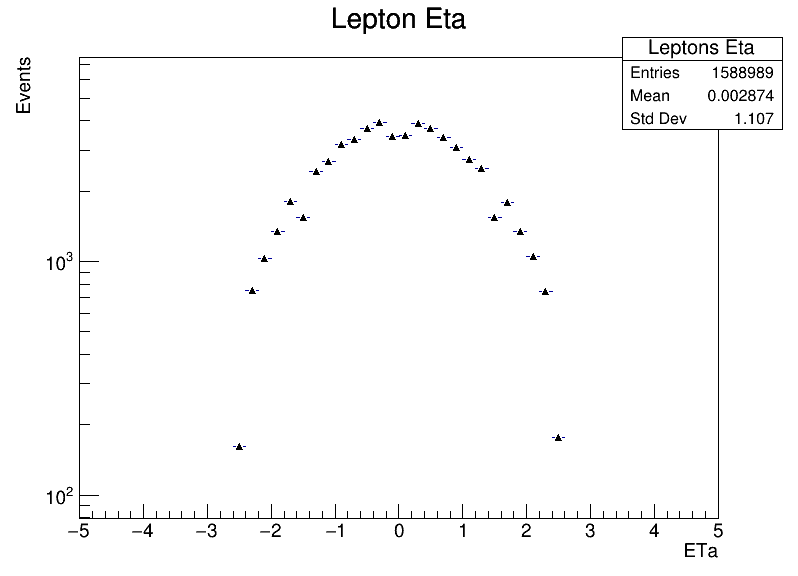 Lepton Eta
Events
Leptons Eta
Entries 1588989
Mean 0.002874
Std Dev 1.107
10³
10²
−5 −4 −3 −2 −1 0 1 2 3 4 5
ETa